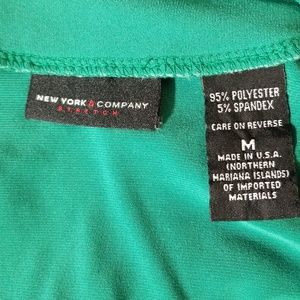 NEW YORK & COMPANY
STRETCH
95% POLYESTER
5% SPANDEX
CARE ON REVERSE
M
MADE IN U.S.A.
(NORTHERN
MARIANA ISLANDS)
OF IMPORTED
MATERIALS